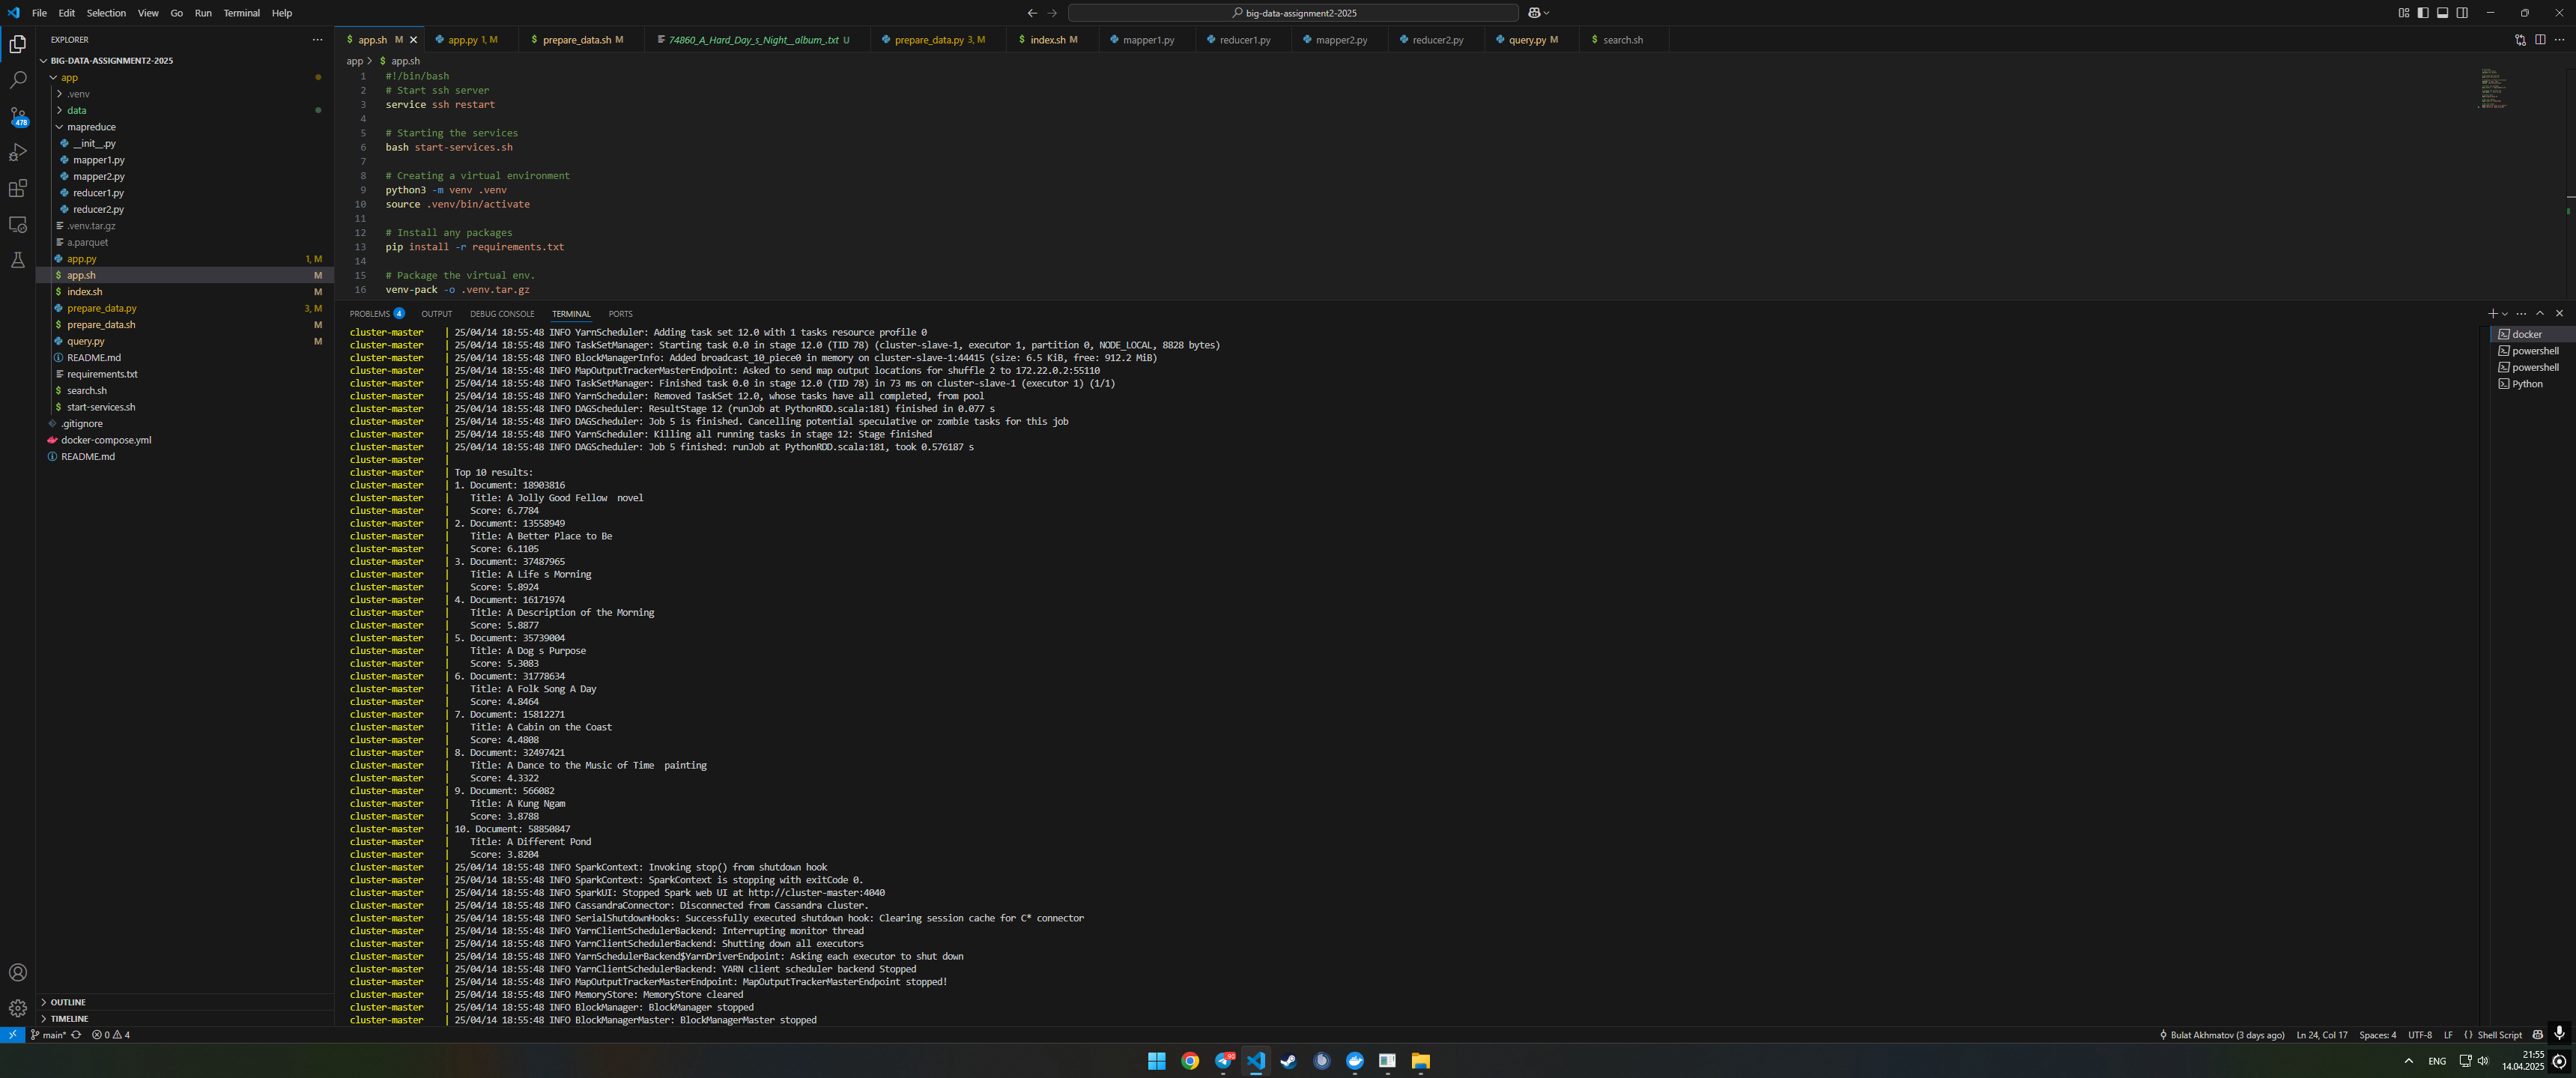 File Edit Selection View Go Run Terminal Help
big-data-assignment2-2025
EXPLORER
BIG-DATA-ASSIGNMENT2-2025
app
.venv
data
mapreduce
__init__.py
mapper1.py
mapper2.py
reducer1.py
reducer2.py
.venv.tar.gz
a.parquet
app.py 1, M
app.sh M
index.sh M
prepare_data.py 3, M
prepare_data.sh M
query.py M
README.md
requirements.txt
search.sh
start-services.sh
.gitignore
docker-compose.yml
README.md
OUTLINE
TIMELINE
478
app.sh M app.py 1, M prepare_data.sh M 74860_A_Hard_Day_s_Night__album_.txt U prepare_data.py 3, M index.sh M mapper1.py reducer1.py mapper2.py reducer2.py query.py M search.sh
app > $ app.sh
1 #!/bin/bash
2 # Start ssh server
3 service ssh restart
4
5 # Starting the services
6 bash start-services.sh
7
8 # Creating a virtual environment
9 python3 -m venv .venv
10 source .venv/bin/activate
11
12 # Install any packages
13 pip install -r requirements.txt
14
15 # Package the virtual env.
16 venv-pack -o .venv.tar.gz
PROBLEMS 4 OUTPUT DEBUG CONSOLE TERMINAL PORTS
cluster-master | 25/04/14 18:55:48 INFO YarnScheduler: Adding task set 12.0 with 1 tasks resource profile 0
cluster-master | 25/04/14 18:55:48 INFO TaskSetManager: Starting task 0.0 in stage 12.0 (TID 78) (cluster-slave-1, executor 1, partition 0, NODE_LOCAL, 8828 bytes)
cluster-master | 25/04/14 18:55:48 INFO BlockManagerInfo: Added broadcast_10_piece0 in memory on cluster-slave-1:44415 (size: 6.5 KiB, free: 912.2 MiB)
cluster-master | 25/04/14 18:55:48 INFO MapOutputTrackerMasterEndpoint: Asked to send map output locations for shuffle 2 to 172.22.0.2:55110
cluster-master | 25/04/14 18:55:48 INFO TaskSetManager: Finished task 0.0 in stage 12.0 (TID 78) in 73 ms on cluster-slave-1 (executor 1) (1/1)
cluster-master | 25/04/14 18:55:48 INFO YarnScheduler: Removed TaskSet 12.0, whose tasks have all completed, from pool
cluster-master | 25/04/14 18:55:48 INFO DAGScheduler: ResultStage 12 (runJob at PythonRDD.scala:181) finished in 0.077 s
cluster-master | 25/04/14 18:55:48 INFO DAGScheduler: Job 5 is finished. Cancelling potential speculative or zombie tasks for this job
cluster-master | 25/04/14 18:55:48 INFO YarnScheduler: Killing all running tasks in stage 12: Stage finished
cluster-master | 25/04/14 18:55:48 INFO DAGScheduler: Job 5 finished: runJob at PythonRDD.scala:181, took 0.576187 s
cluster-master |
cluster-master | Top 10 results:
cluster-master | 1. Document: 18903816
cluster-master | Title: A Jolly Good Fellow novel
cluster-master | Score: 6.7784
cluster-master | 2. Document: 13558949
cluster-master | Title: A Better Place to Be
cluster-master | Score: 6.1105
cluster-master | 3. Document: 37487965
cluster-master | Title: A Life s Morning
cluster-master | Score: 5.8924
cluster-master | 4. Document: 16171974
cluster-master | Title: A Description of the Morning
cluster-master | Score: 5.8877
cluster-master | 5. Document: 35739004
cluster-master | Title: A Dog s Purpose
cluster-master | Score: 5.3083
cluster-master | 6. Document: 31778634
cluster-master | Title: A Folk Song A Day
cluster-master | Score: 4.8464
cluster-master | 7. Document: 15812271
cluster-master | Title: A Cabin on the Coast
cluster-master | Score: 4.4808
cluster-master | 8. Document: 32497421
cluster-master | Title: A Dance to the Music of Time painting
cluster-master | Score: 4.3322
cluster-master | 9. Document: 566082
cluster-master | Title: A Kung Ngam
cluster-master | Score: 3.8788
cluster-master | 10. Document: 58850847
cluster-master | Title: A Different Pond
cluster-master | Score: 3.8204
cluster-master | 25/04/14 18:55:48 INFO SparkContext: Invoking stop() from shutdown hook
cluster-master | 25/04/14 18:55:48 INFO SparkContext: SparkContext is stopping with exitCode 0.
cluster-master | 25/04/14 18:55:48 INFO SparkUI: Stopped Spark web UI at http://cluster-master:4040
cluster-master | 25/04/14 18:55:48 INFO CassandraConnector: Disconnected from Cassandra cluster.
cluster-master | 25/04/14 18:55:48 INFO SerialShutdownHooks: Successfully executed shutdown hook: Clearing session cache for C* connector
cluster-master | 25/04/14 18:55:48 INFO YarnClientSchedulerBackend: Interrupting monitor thread
cluster-master | 25/04/14 18:55:48 INFO YarnClientSchedulerBackend: Shutting down all executors
cluster-master | 25/04/14 18:55:48 INFO YarnSchedulerBackend$YarnDriverEndpoint: Asking each executor to shut down
cluster-master | 25/04/14 18:55:48 INFO YarnClientSchedulerBackend: YARN client scheduler backend Stopped
cluster-master | 25/04/14 18:55:48 INFO MapOutputTrackerMasterEndpoint: MapOutputTrackerMasterEndpoint stopped!
cluster-master | 25/04/14 18:55:48 INFO MemoryStore: MemoryStore cleared
cluster-master | 25/04/14 18:55:48 INFO BlockManager: BlockManager stopped
cluster-master | 25/04/14 18:55:48 INFO BlockManagerMaster: BlockManagerMaster stopped
docker
powershell
powershell
Python
main* 0 4
Bulat Akhmatov (3 days ago) Ln 24, Col 17 Spaces: 4 UTF-8 LF {} Shell Script
ENG
21:55
14.04.2025